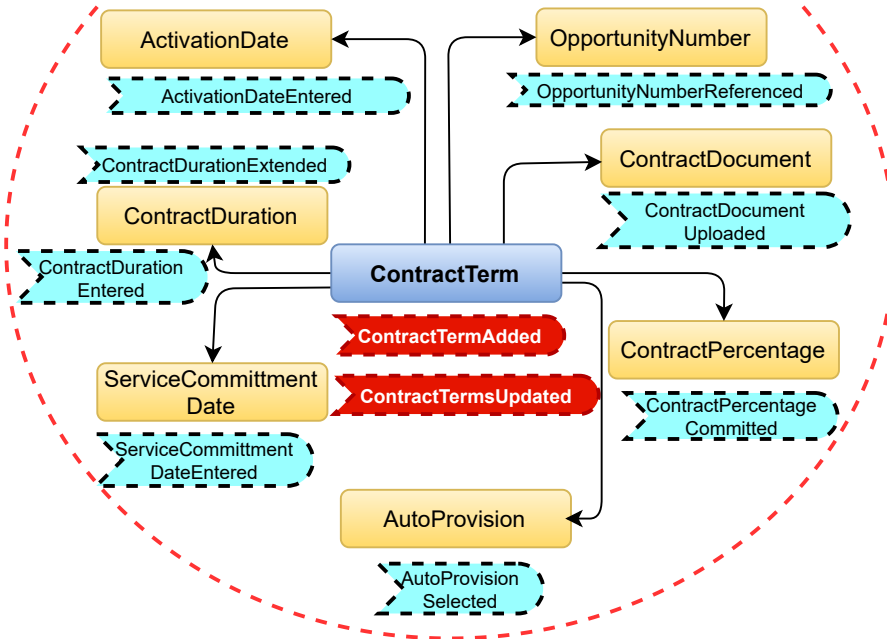 ActivationDate
OpportunityNumber
ActivationDateEntered
OpportunityNumberReferenced
ContractDurationExtended
ContractDocument
ContractDuration
ContractDocument
Uploaded
ContractDuration
Entered
ContractTerm
ContractTermAdded
ContractPercentage
ServiceCommittment
Date
ContractTermsUpdated
ContractPercentage
Committed
ServiceCommittment
DateEntered
AutoProvision
AutoProvision
Selected